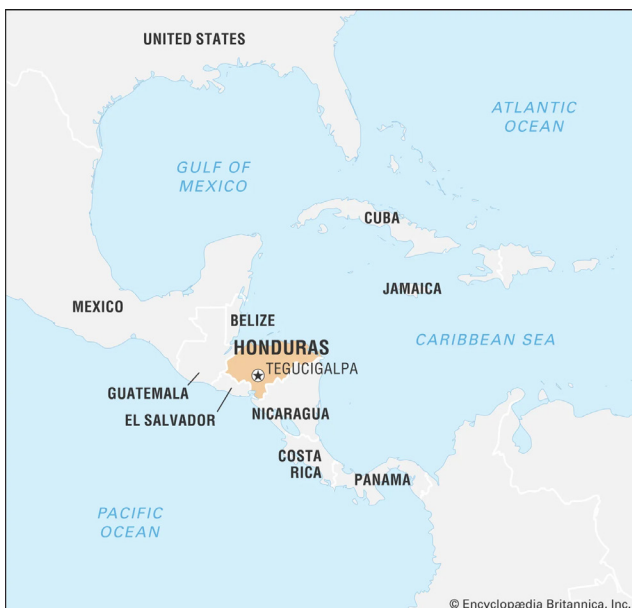 UNITED STATES
ATLANTIC
OCEAN
GULF OF
MEXICO
CUBA
JAMAICA
MEXICO
BELIZE
CARIBBEAN SEA
HONDURAS
TEGUCIGALPA
GUATEMALA
EL SALVADOR
NICARAGUA
COSTA
RICA
PANAMA
PACIFIC
OCEAN
© Encyclopædia Britannica, Inc.